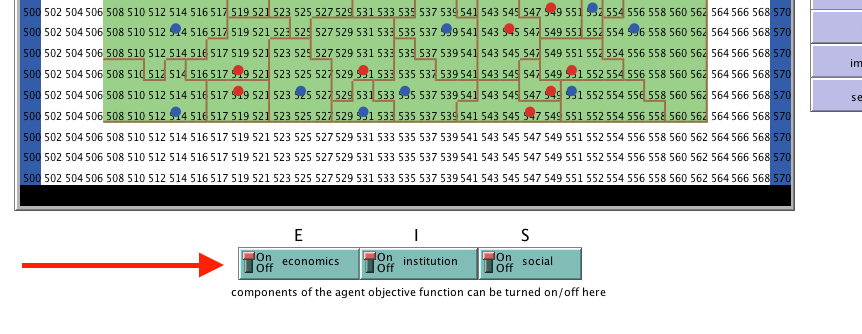 500 502 504 506 508 510 512 514 516 517 519 521 523 525 527 529 531 533 535 537 539 541 543 545 547 549 551 552 554 556 558 560 562 564 566 568 570
500 502 504 506 508 510 512 514 516 517 519 521 523 525 527 529 531 533 535 537 539 541 543 545 547 549 551 552 554 556 558 560 562 564 566 568 570
500 502 504 506 508 510 512 514 516 517 519 521 523 525 527 529 531 533 535 537 539 541 543 545 547 549 551 552 554 556 558 560 562 564 566 568 570
500 502 504 506 508 510 512 514 516 517 519 521 523 525 527 529 531 533 535 537 539 541 543 545 547 549 551 552 554 556 558 560 562 564 566 568 570
500 502 504 506 508 510 512 514 516 517 519 521 523 525 527 529 531 533 535 537 539 541 543 545 547 549 551 552 554 556 558 560 562 564 566 568 570
500 502 504 506 508 510 512 514 516 517 519 521 523 525 527 529 531 533 535 537 539 541 543 545 547 549 551 552 554 556 558 560 562 564 566 568 570
500 502 504 506 508 510 512 514 516 517 519 521 523 525 527 529 531 533 535 537 539 541 543 545 547 549 551 552 554 556 558 560 562 564 566 568 570
500 502 504 506 508 510 512 514 516 517 519 521 523 525 527 529 531 533 535 537 539 541 543 545 547 549 551 552 554 556 558 560 562 564 566 568 570
500 502 504 506 508 510 512 514 516 517 519 521 523 525 527 529 531 533 535 537 539 541 543 545 547 549 551 552 554 556 558 560 562 564 566 568 570
im
se
E I S
On Off economics
On Off institution
On Off social
components of the agent objective function can be turned on/off here